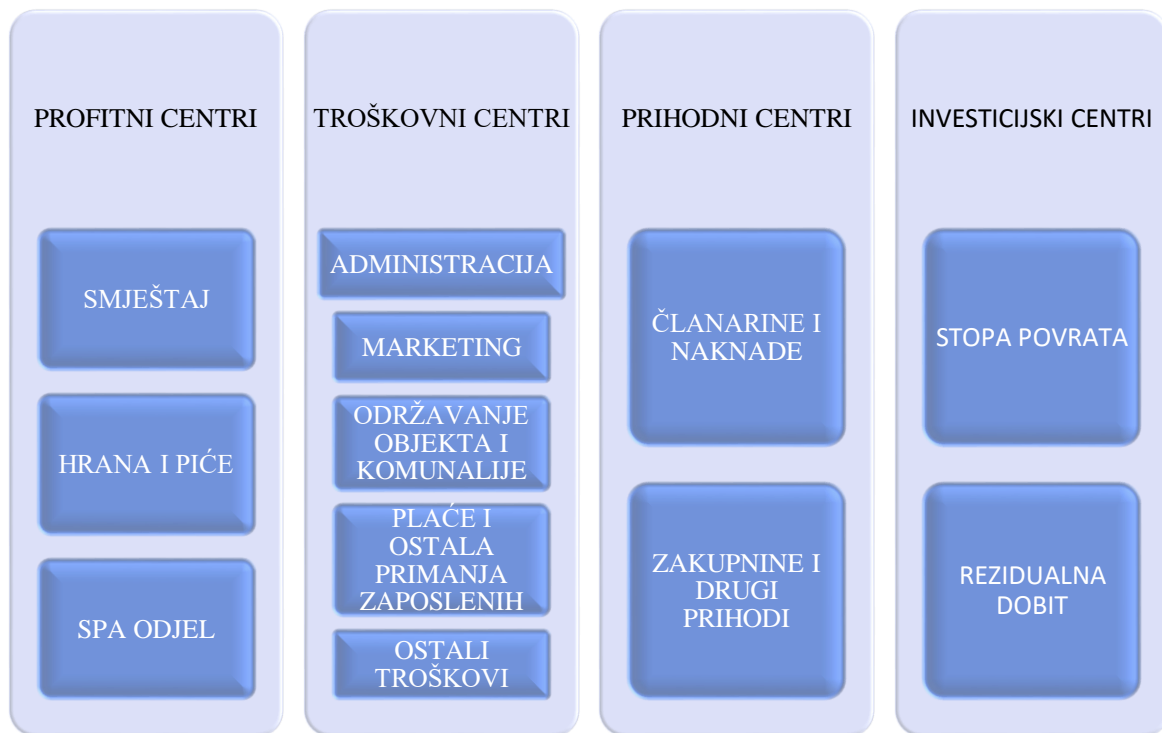 PROFITNI CENTRI
SMJEŠTAJ
HRANA I PIĆE
SPA ODJEL
TROŠKOVNI CENTRI
ADMINISTRACIJA
MARKETING
ODRŽAVANJE
OBJEKTA I
KOMUNALIJE
PLAĆE I
OSTALA
PRIMANJA
ZAPOSLENIH
OSTALI
TROŠKOVI
PRIHODNI CENTRI
ČLANARINE I
NAKNADE
ZAKUPNINE I
DRUGI
PRIHODI
INVESTICIJSKI CENTRI
STOPA POVRATA
REZIDUALNA
DOBIT